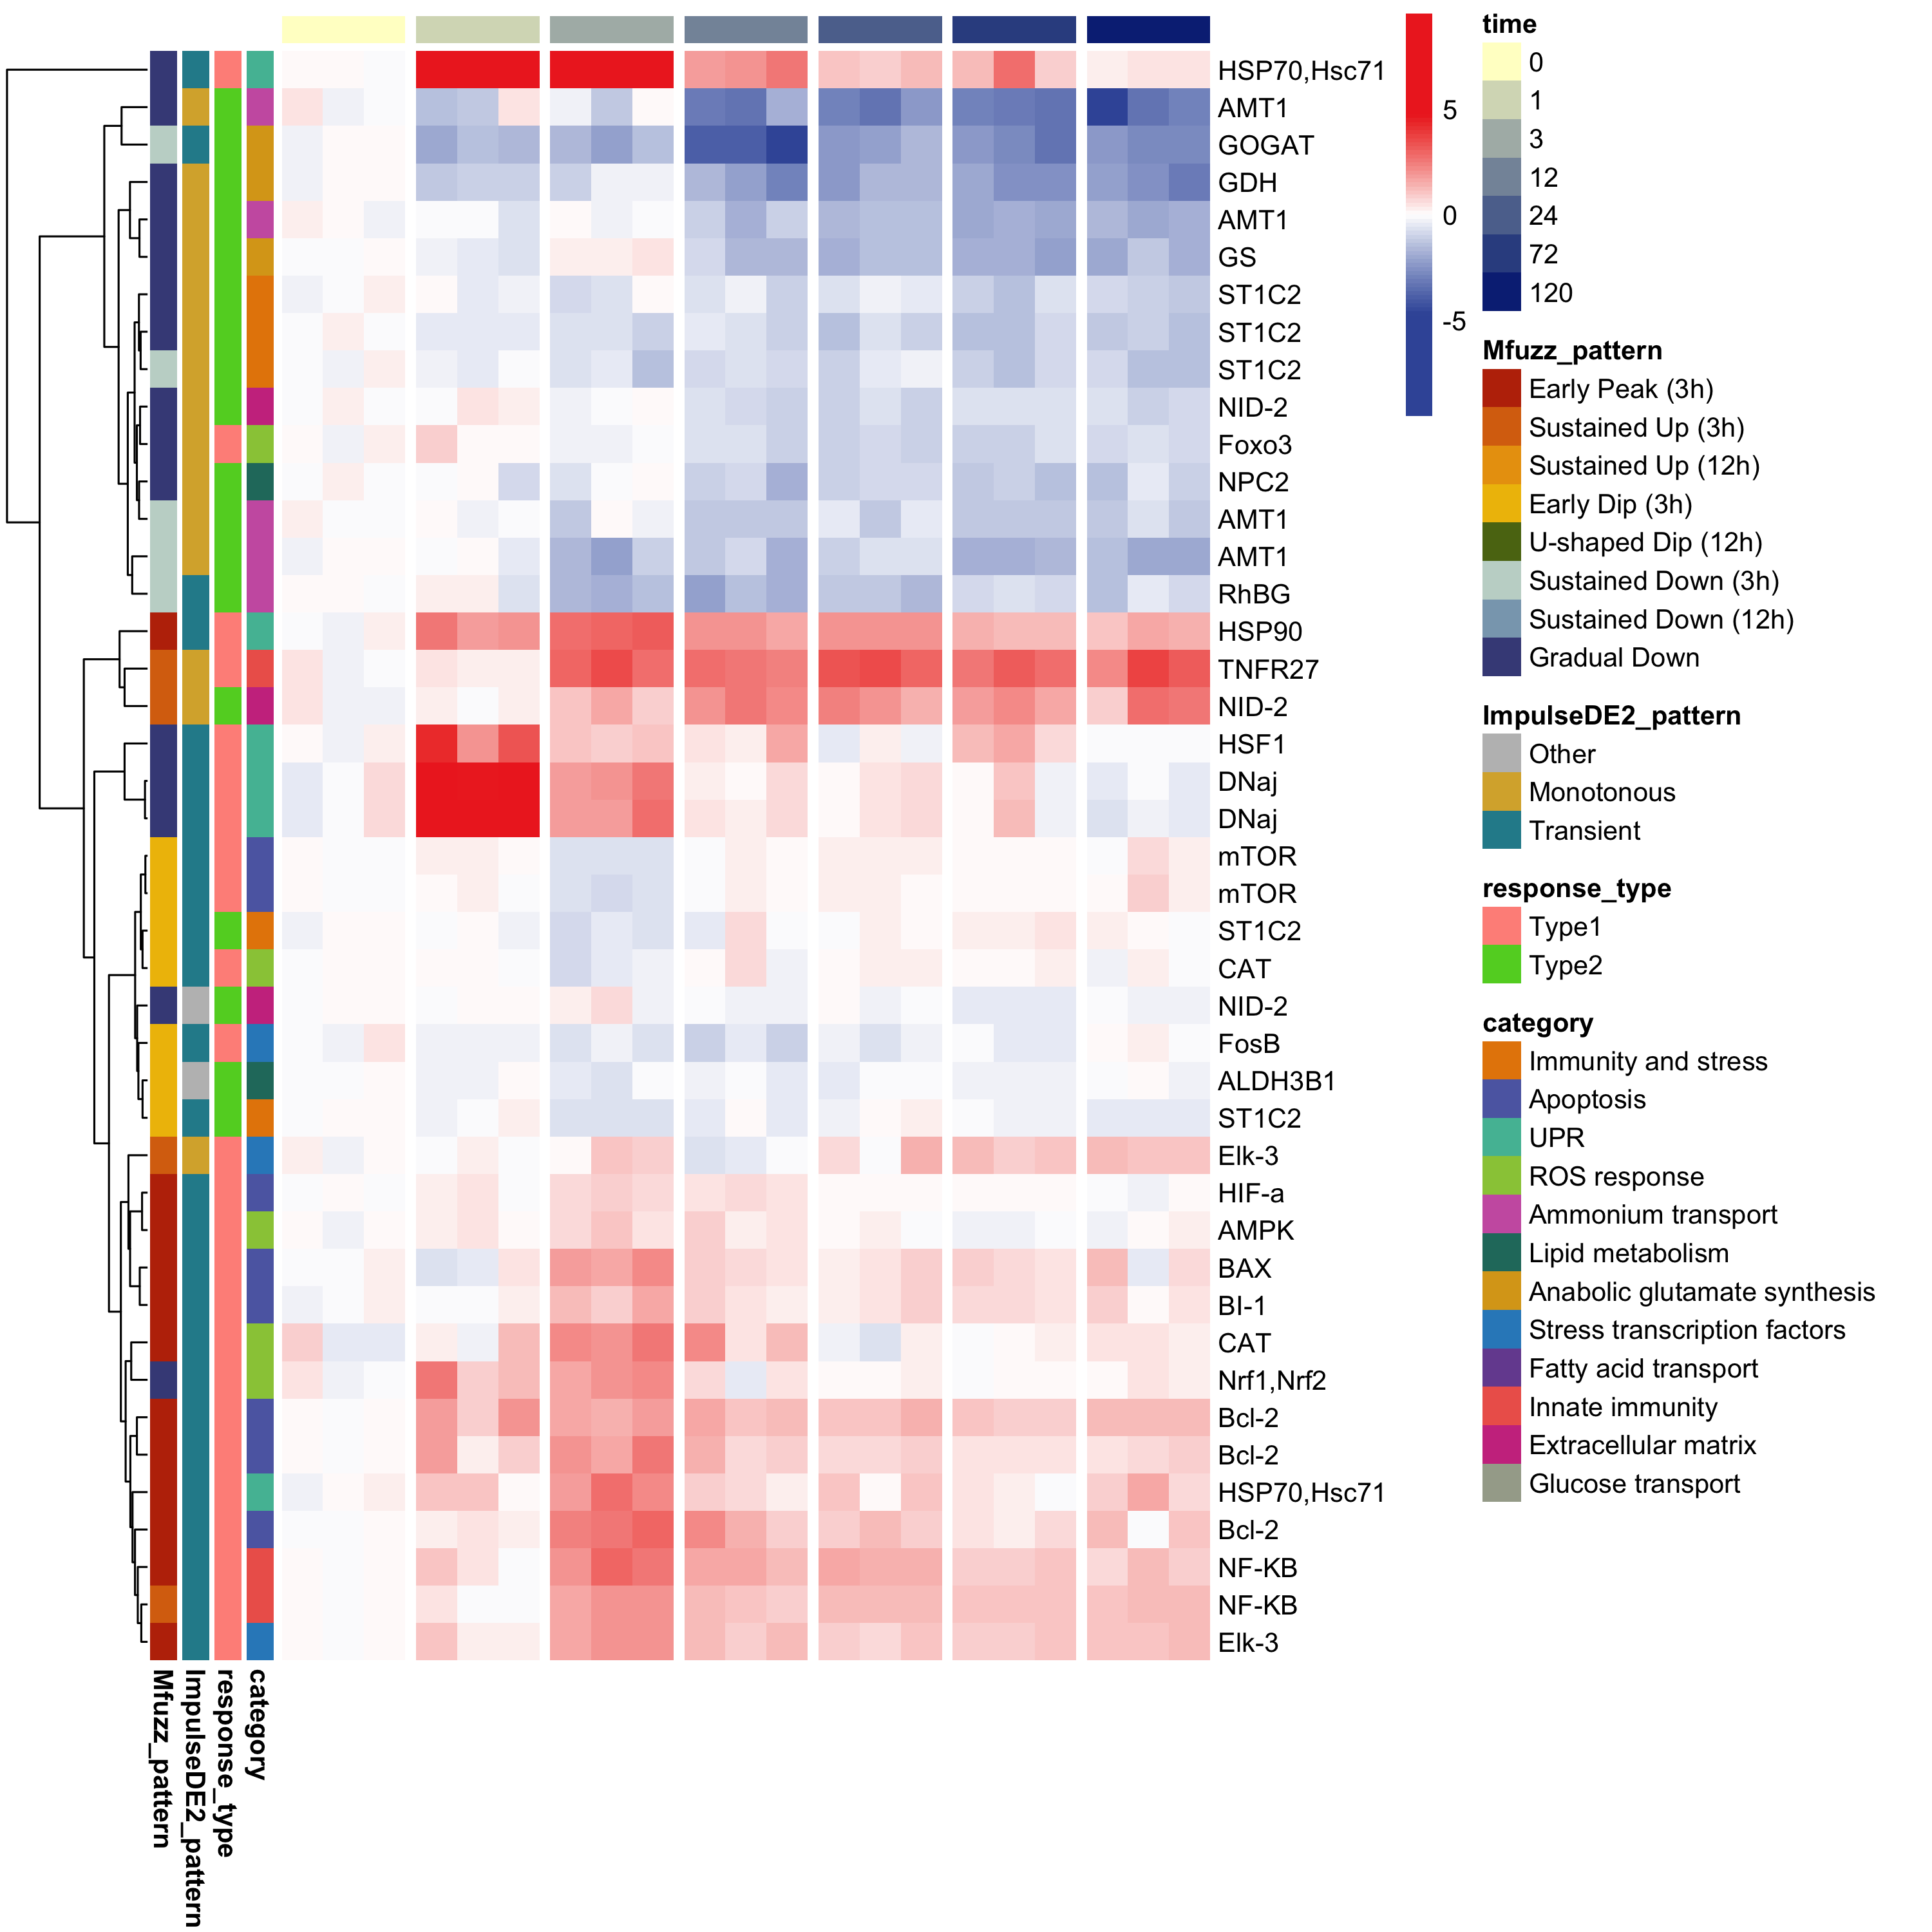 HSP70,Hsc71
AMT1
GOGAT
GDH
AMT1
GS
ST1C2
ST1C2
ST1C2
NID-2
Foxo3
NPC2
AMT1
AMT1
RhBG
HSP90
TNFR27
NID-2
HSF1
DNaj
DNaj
mTOR
mTOR
ST1C2
CAT
NID-2
FosB
ALDH3B1
ST1C2
Elk-3
HIF-a
AMPK
BAX
BI-1
CAT
Nrf1,Nrf2
Bcl-2
Bcl-2
HSP70,Hsc71
Bcl-2
NF-KB
NF-KB
Elk-3
Mfuzz_pattern
ImpulseDE2_pattern
response_type
category
5
0
-5
time
0
1
3
12
24
72
120
Mfuzz_pattern
Early Peak (3h)
Sustained Up (3h)
Sustained Up (12h)
Early Dip (3h)
U-shaped Dip (12h)
Sustained Down (3h)
Sustained Down (12h)
Gradual Down
ImpulseDE2_pattern
Other
Monotonous
Transient
response_type
Type1
Type2
category
Immunity and stress
Apoptosis
UPR
ROS response
Ammonium transport
Lipid metabolism
Anabolic glutamate synthesis
Stress transcription factors
Fatty acid transport
Innate immunity
Extracellular matrix
Glucose transport